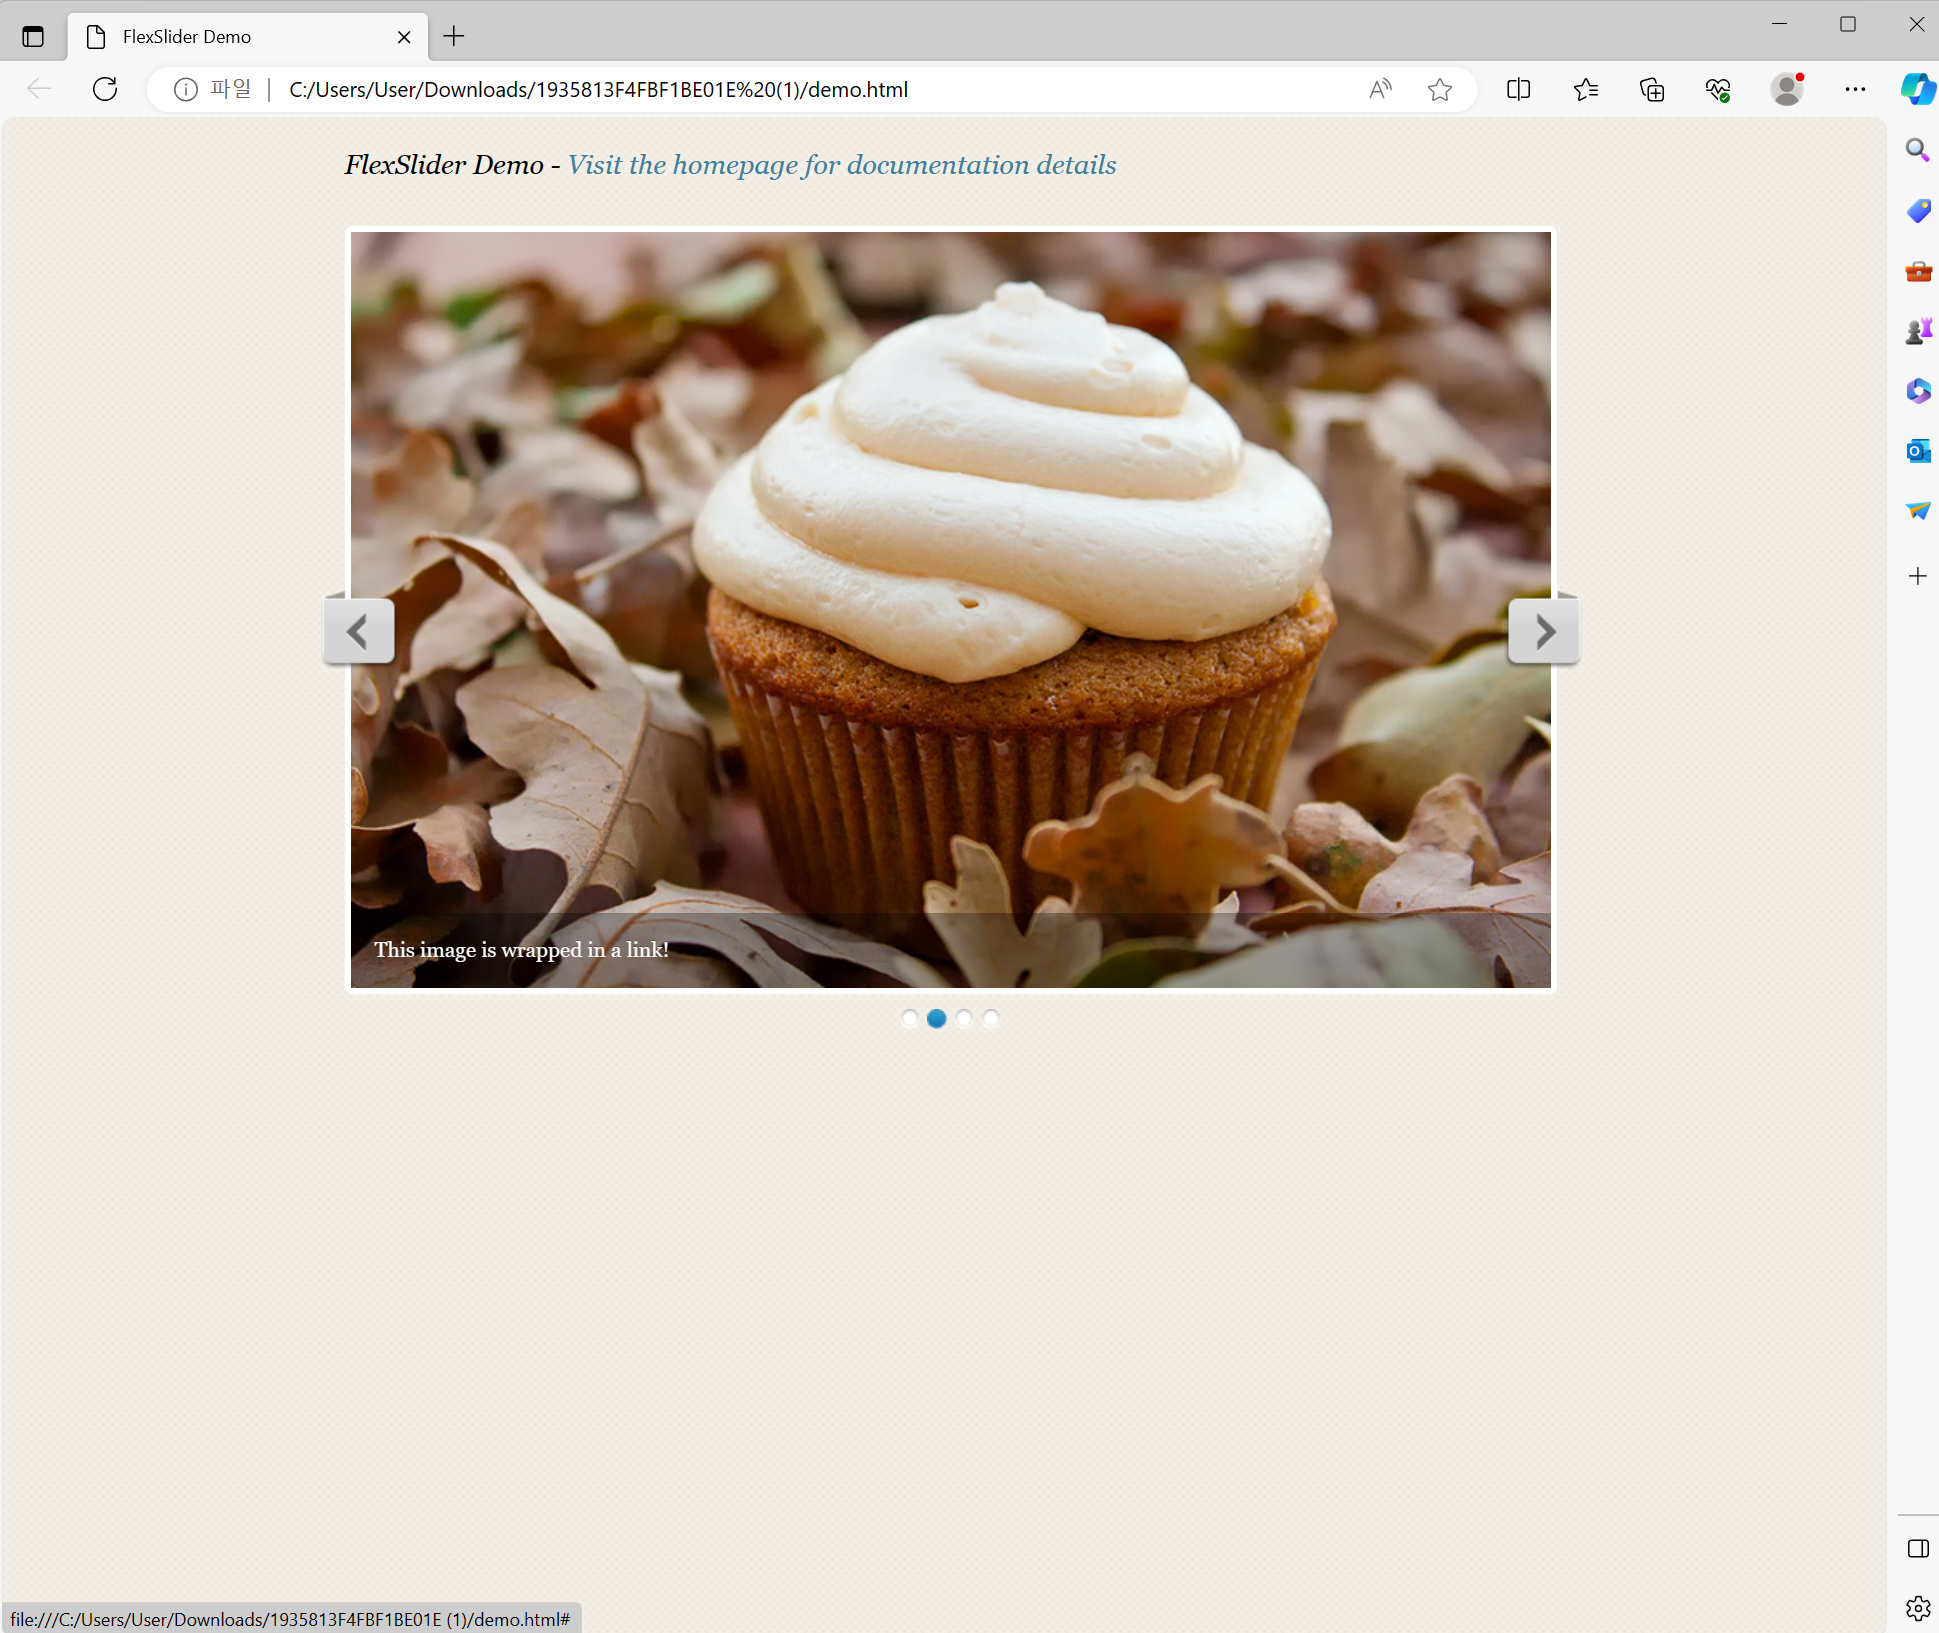 FlexSlider Demo
파일
C:/Users/User/Downloads/1935813F4FBF1BE01E%20(1)/demo.html
FlexSlider Demo - Visit the homepage for documentation details
This image is wrapped in a link!
file:///C:/Users/User/Downloads/1935813F4FBF1BE01E (1)/demo.html#